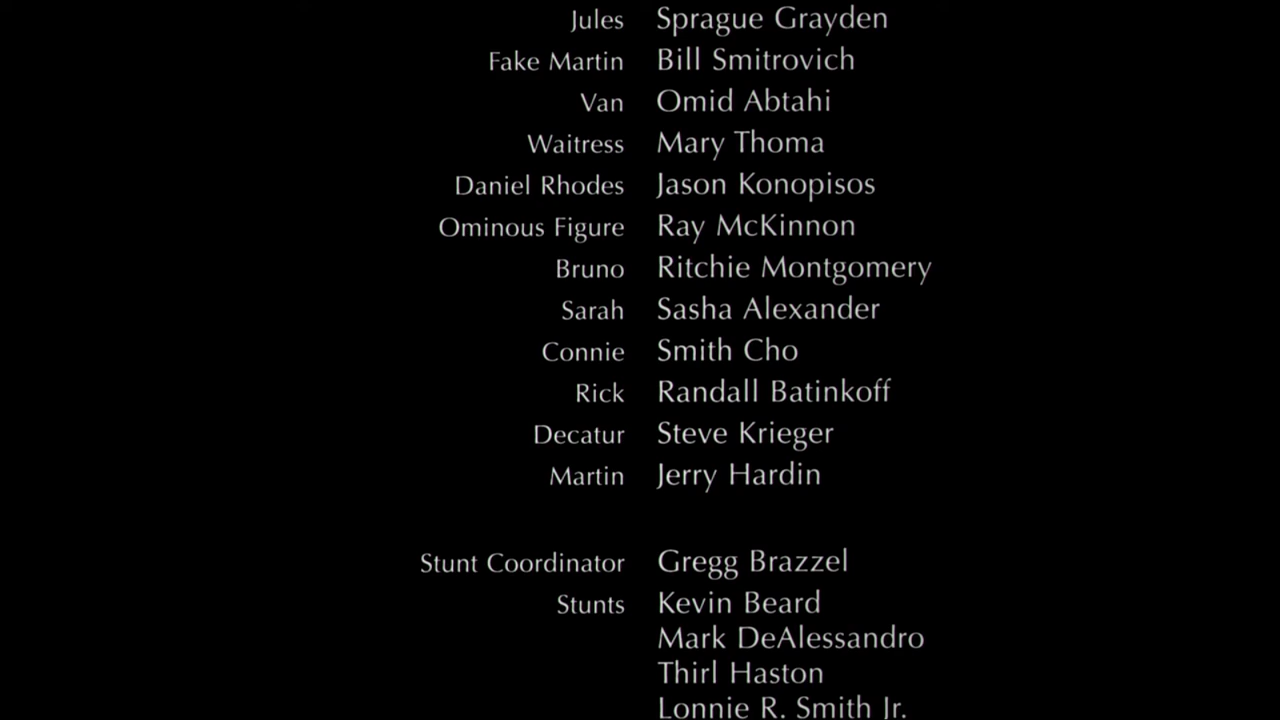 Jules Sprague Grayden
Fake Martin Bill Smitrovich
Van Omid Abtahi
Waitress Mary Thoma
Daniel Rhodes Jason Konopisos
Ominous Figure Ray McKinnon
Bruno Ritchie Montgomery
Sarah Sasha Alexander
Connie Smith Cho
Rick Randall Batinkoff
Decatur Steve Krieger
Martin Jerry Hardin
Stunt Coordinator Gregg Brazzel
Stunts Kevin Beard
Mark DeAlessandro
Thirl Haston
Lonnie R. Smith Jr.